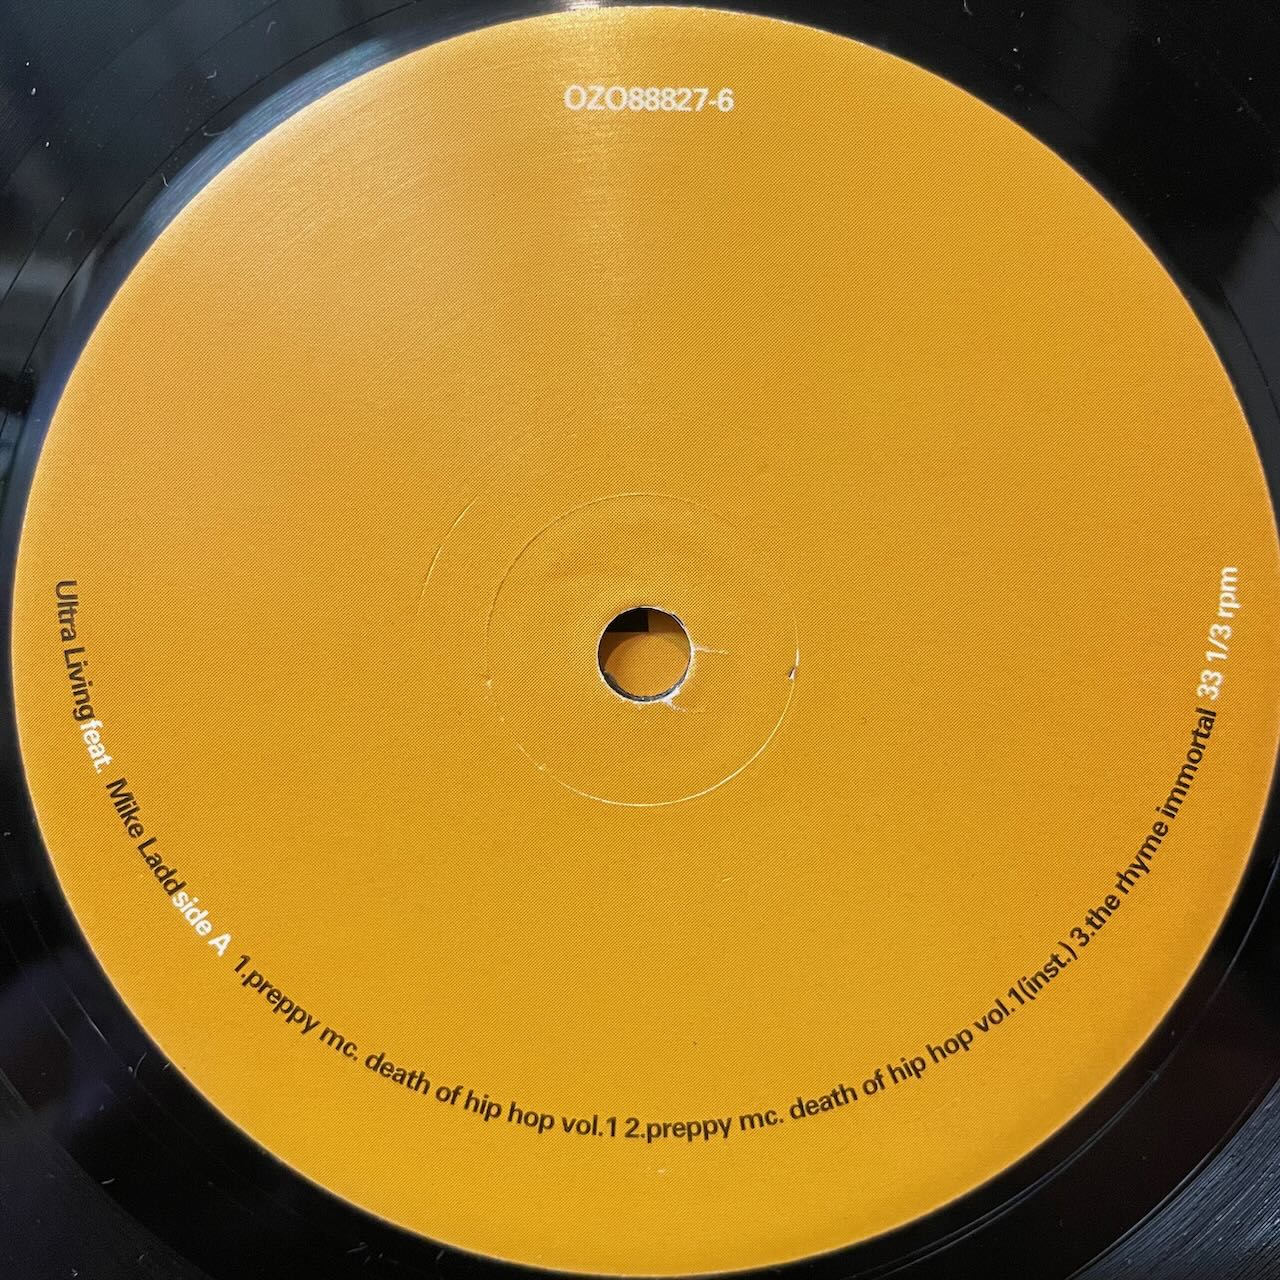 OZO88827-6
Ultra Living feat. Mike Ladd side A 1.preppy mc. death of hip hop vol.1 2.preppy mc. death of hip hop vol.1(inst.) 3.the rhyme immortal 33 1/3 rpm